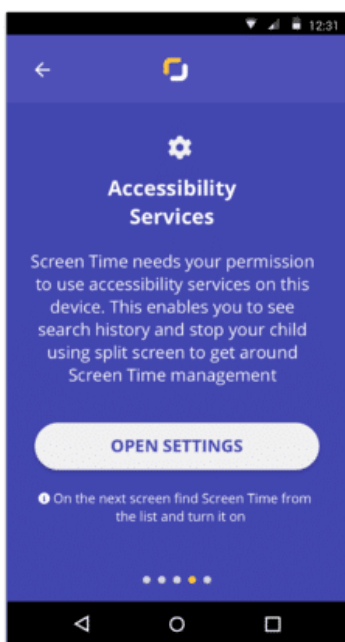 12:31
Accessibility
Services
Screen Time needs your permission
to use accessibility services on this
device. This enables you to see
search history and stop your child
using split screen to get around
Screen Time management
OPEN SETTINGS
On the next screen find Screen Time from
the list and turn it on